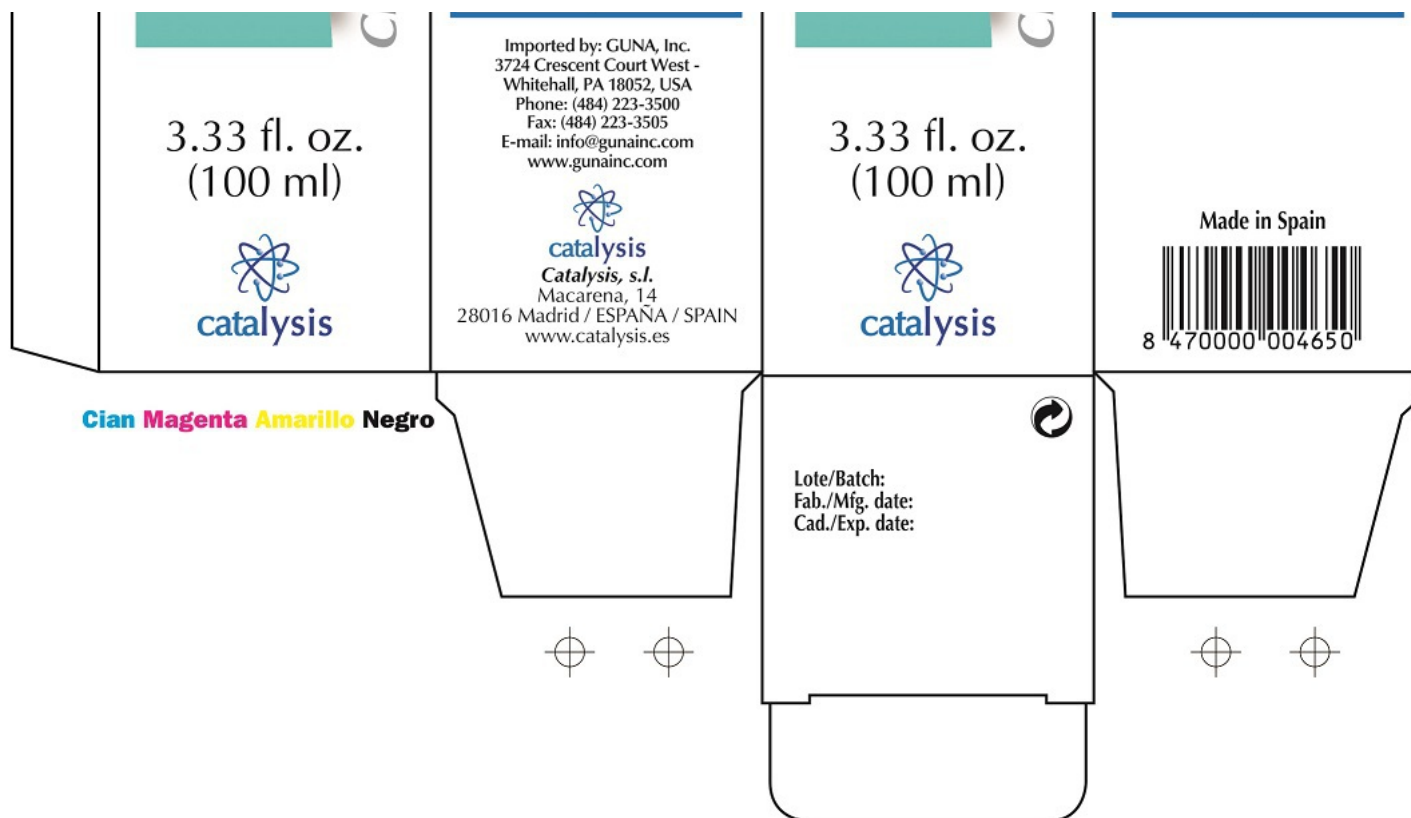 3.33 fl. oz.
(100 ml)
catalysis
Imported by: GUNA, Inc.
3724 Crescent Court West -
Whitehall, PA 18052, USA
Phone: (484) 223-3500
Fax: (484) 223-3505
E-mail: info@gunainc.com
www.gunainc.com
catalysis
Catalysis, s.l.
Macarena, 14
28016 Madrid / ESPAÑA / SPAIN
www.catalysis.es
3.33 fl. oz.
(100 ml)
catalysis
Made in Spain
8 470000 004650
Cian Magenta Amarillo Negro
Lote/Batch:
Fab./Mfg. date:
Cad./Exp. date: